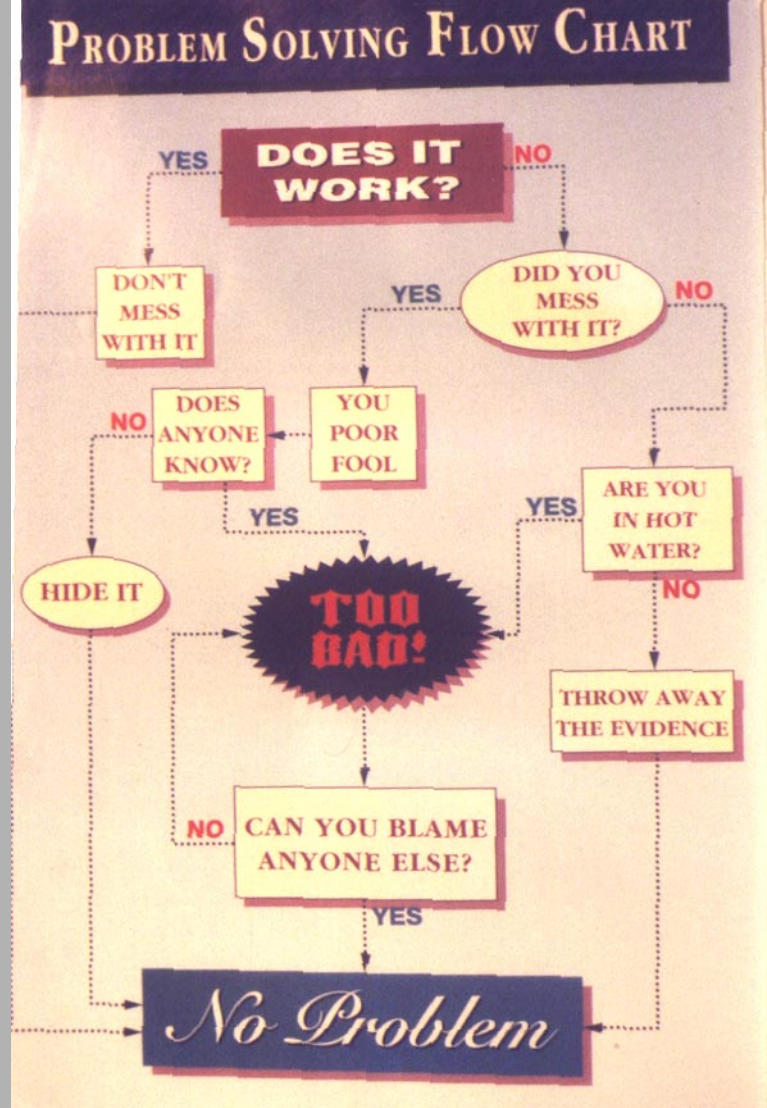 PROBLEM SOLVING FLOW CHART
YES
DOES IT
WORK?
NO
DON'T
MESS
WITH IT
YES
DID YOU
MESS
WITH IT?
NO
NO
DOES
ANYONE
KNOW?
YOU
POOR
FOOL
YES
YES
ARE YOU
IN HOT
WATER?
NO
HIDE IT
TOO
BAD!
THROW AWAY
THE EVIDENCE
NO
CAN YOU BLAME
ANYONE ELSE?
YES
No Problem